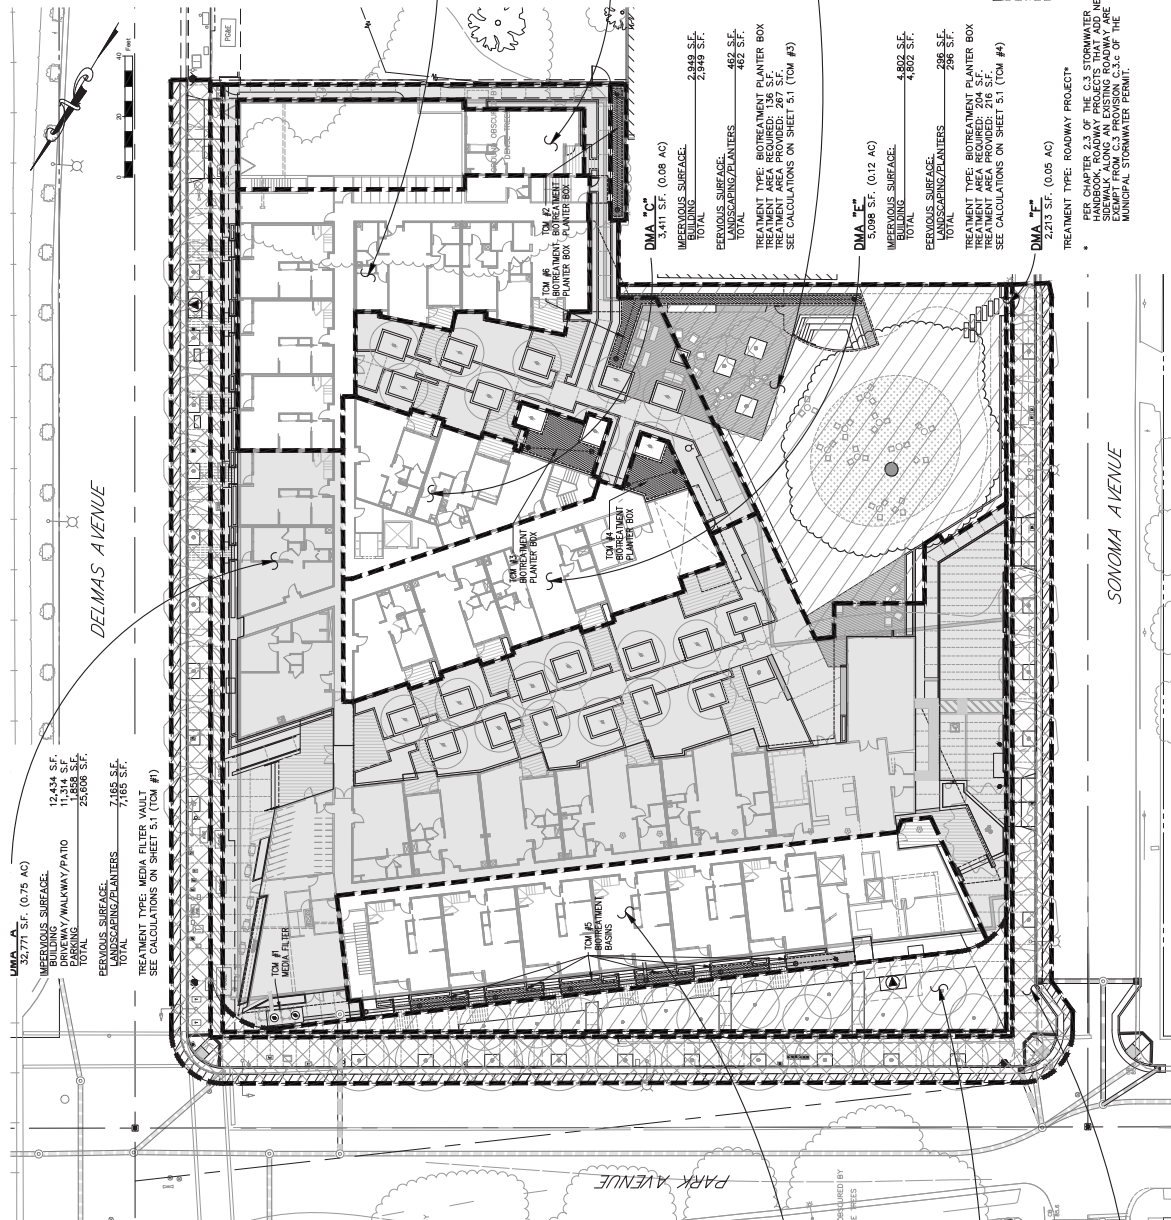 DELMAS AVENUE
SONOMA AVENUE
PARK AVENUE
PG&E
0 20 40
Feet
DMA "A"
32,771 S.F. (0.75 AC)
IMPERVIOUS SURFACE:
BUILDING 12,434 S.F.
DRIVEWAY/WALKWAY/PATIO 11,314 S.F
PARKING 1,858 S.F.
TOTAL 25,606 S.F.
PERVIOUS SURFACE:
LANDSCAPING/PLANTERS 7,165 S.F.
TOTAL 7,165 S.F.
TREATMENT TYPE: MEDIA FILTER VAULT
SEE CALCULATIONS ON SHEET 5.1 (TCM #1)
DMA "C"
3,411 S.F. (0.08 AC)
IMPERVIOUS SURFACE:
BUILDING 2,949 S.F.
TOTAL 2,949 S.F.
PERVIOUS SURFACE:
LANDSCAPING/PLANTERS 462 S.F.
TOTAL 462 S.F.
TREATMENT TYPE: BIOTREATMENT PLANTER BOX
TREATMENT AREA REQUIRED: 136 S.F.
TREATMENT AREA PROVIDED: 267 S.F.
SEE CALCULATIONS ON SHEET 5.1 (TCM #3)
DMA "E"
5,098 S.F. (0.12 AC)
IMPERVIOUS SURFACE:
BUILDING 4,802 S.F.
TOTAL 4,802 S.F.
PERVIOUS SURFACE:
LANDSCAPING/PLANTERS 296 S.F.
TOTAL 296 S.F.
TREATMENT TYPE: BIOTREATMENT PLANTER BOX
TREATMENT AREA REQUIRED: 204 S.F.
TREATMENT AREA PROVIDED: 216 S.F.
SEE CALCULATIONS ON SHEET 5.1 (TCM #4)
DMA "F"
2,213 S.F. (0.05 AC)
TREATMENT TYPE: ROADWAY PROJECT*
* PER CHAPTER 2.3 OF THE C.3 STORMWATER
HANDBOOK, ROADWAY PROJECTS THAT ADD NE
SIDEWALK ALONG AN EXISTING ROADWAY ARE
EXEMPT FROM C.3 PROVISION C.3.c OF THE
MUNICIPAL STORMWATER PERMIT.
TCM #6
BIOTREATMENT
PLANTER BOX
TCM #2
BIOTREATMENT
PLANTER BOX
TCM #3
BIOTREATMENT
PLANTER BOX
TCM #4
BIOTREATMENT
PLANTER BOX
TCM #5
BIOTREATMENT
BASINS
TCM #1
MEDIA FILTER
OBSCURED BY
E TREES